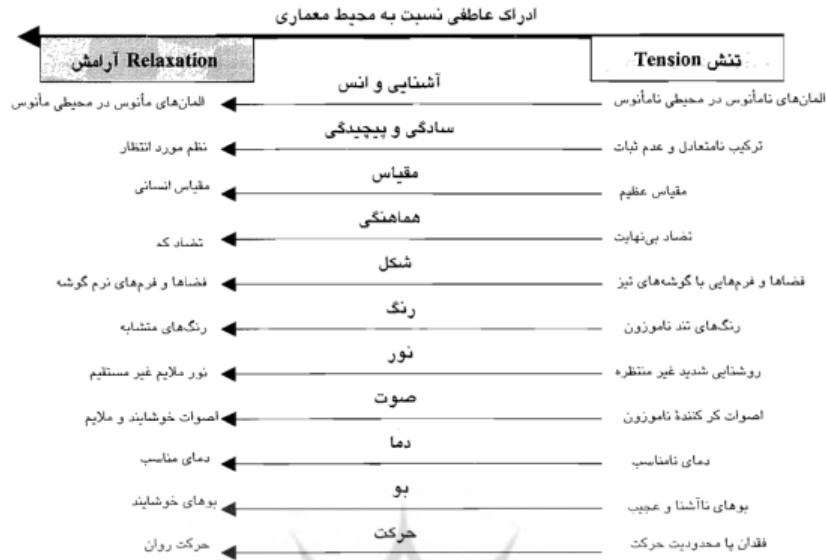 ادراک عاطفی نسبت به محیط معماری
تنش Tension
آرامش Relaxation
آشنایی و انس
المان‌های ناמأنوس در محیطی نامأنوس
المان‌های مأنوس در محیطی مأنوس
سادگی و پیچیدگی
ترکیب نامتعادل و عدم ثبات
نظم مورد انتظار
مقیاس
مقیاس عظیم
مقیاس انسانی
هماهنگی
تضاد بی‌نهایت
تضاد که
شکل
فضاها و فرم‌هایی با گوشه‌های تیز
فضاها و فرم‌های نرم گوشه
رنگ
رنگ‌های تند ناموزون
رنگ‌های متشابه
نور
روشنایی شدید غیر منتظره
نور ملایم غیر مستقیم
صوت
اصوات کر کنندهٔ ناموزون
اصوات خوشایند و ملایم
دما
دمای نامناسب
دمای مناسب
بو
بوهای ناآشنا و عجیب
بوهای خوشایند
حرکت
فقدان یا محدودیت حرکت
حرکت روان